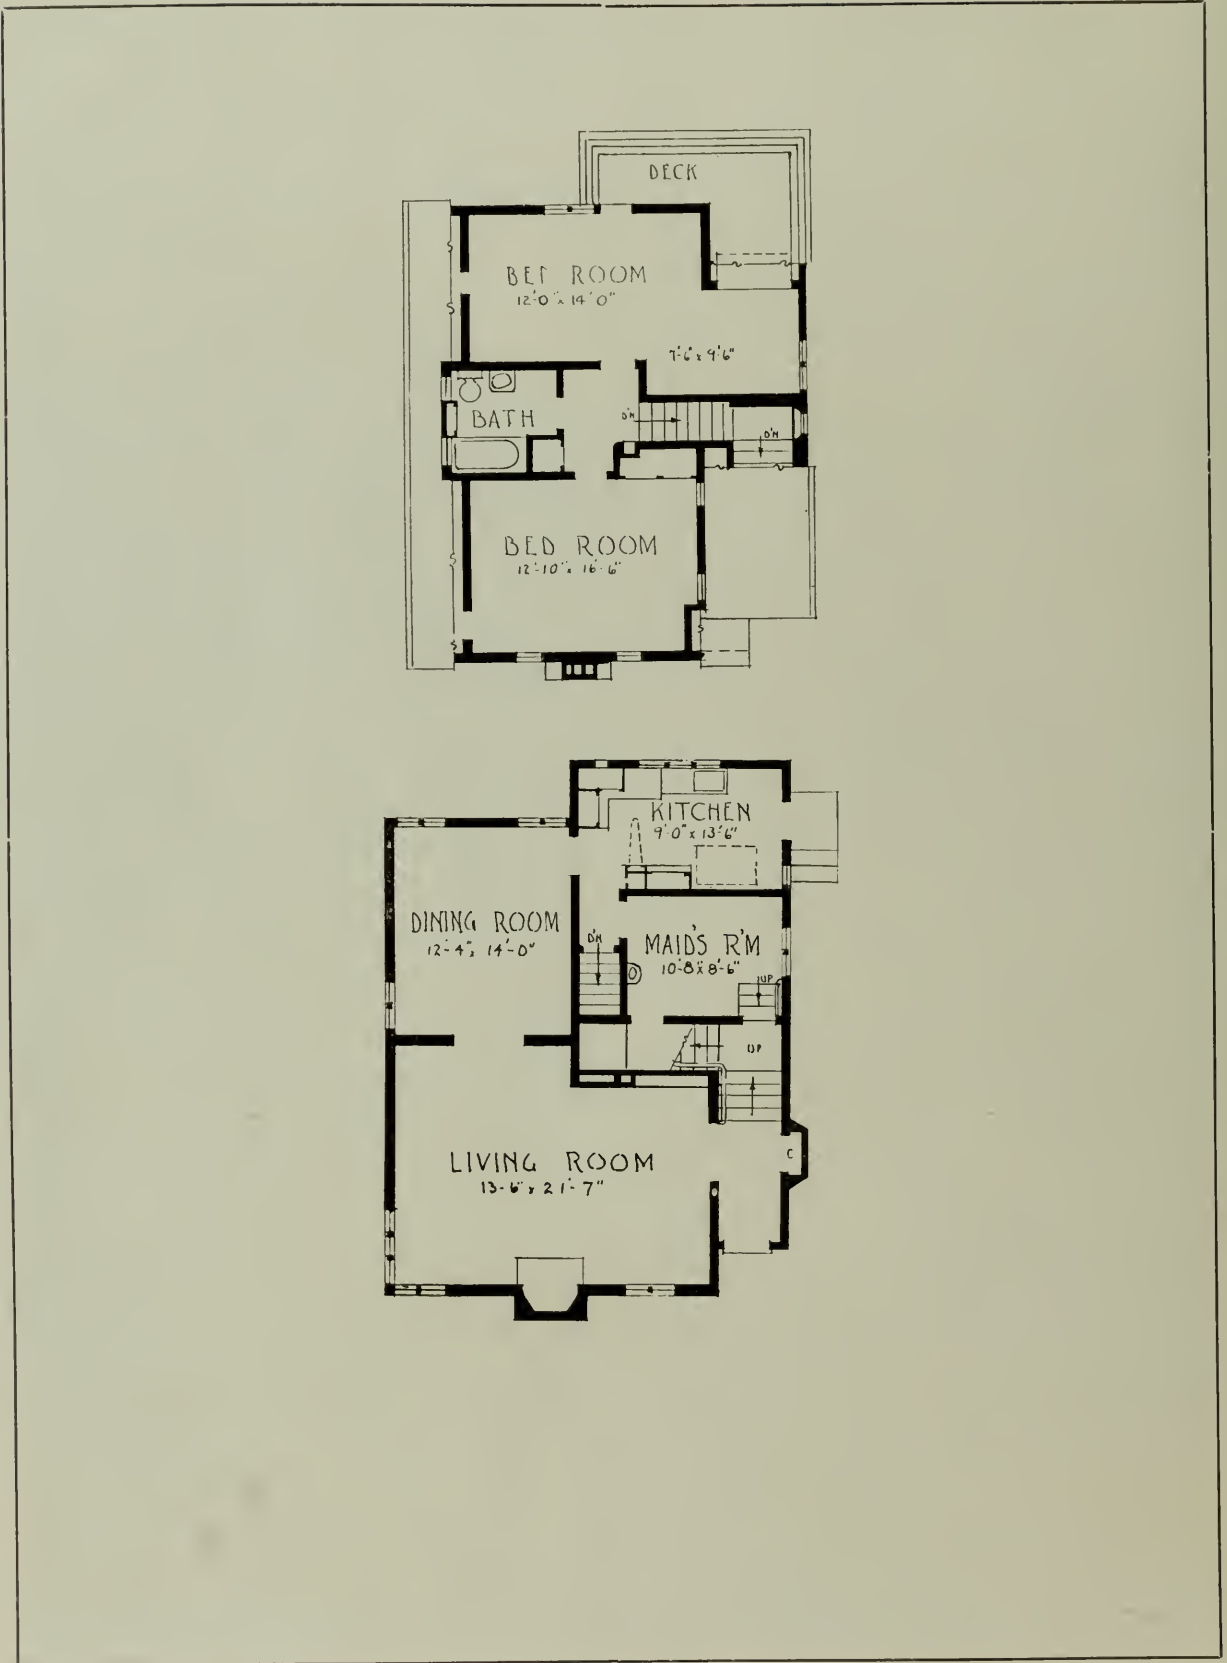 DECK
BED ROOM
12'-0" x 14'-0"
7'-6" x 9'-6"
BATH
D'N
D'N
BED ROOM
12'-10" x 16'-6"
KITCHEN
9'-0" x 13'-6"
DINING ROOM
12'-4" x 14'-0"
D'N
MAID'S R'M
10'-8" x 8'-6"
UP
UP
C
LIVING ROOM
13'-6" x 21'-7"